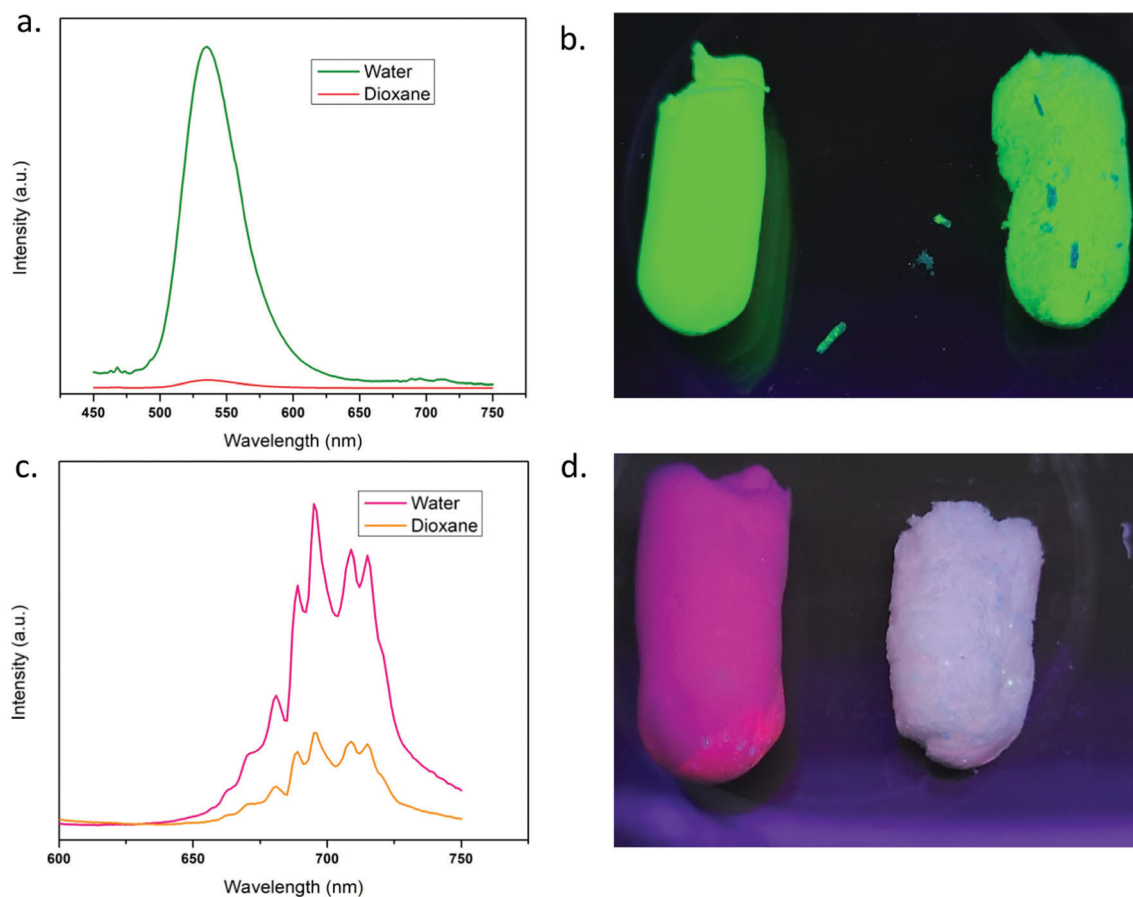 a.
Intensity (a.u.)
Water
Dioxane
450 500 550 600 650 700 750
Wavelength (nm)
b.
c.
Intensity (a.u.)
Water
Dioxane
600 650 700 750
Wavelength (nm)
d.